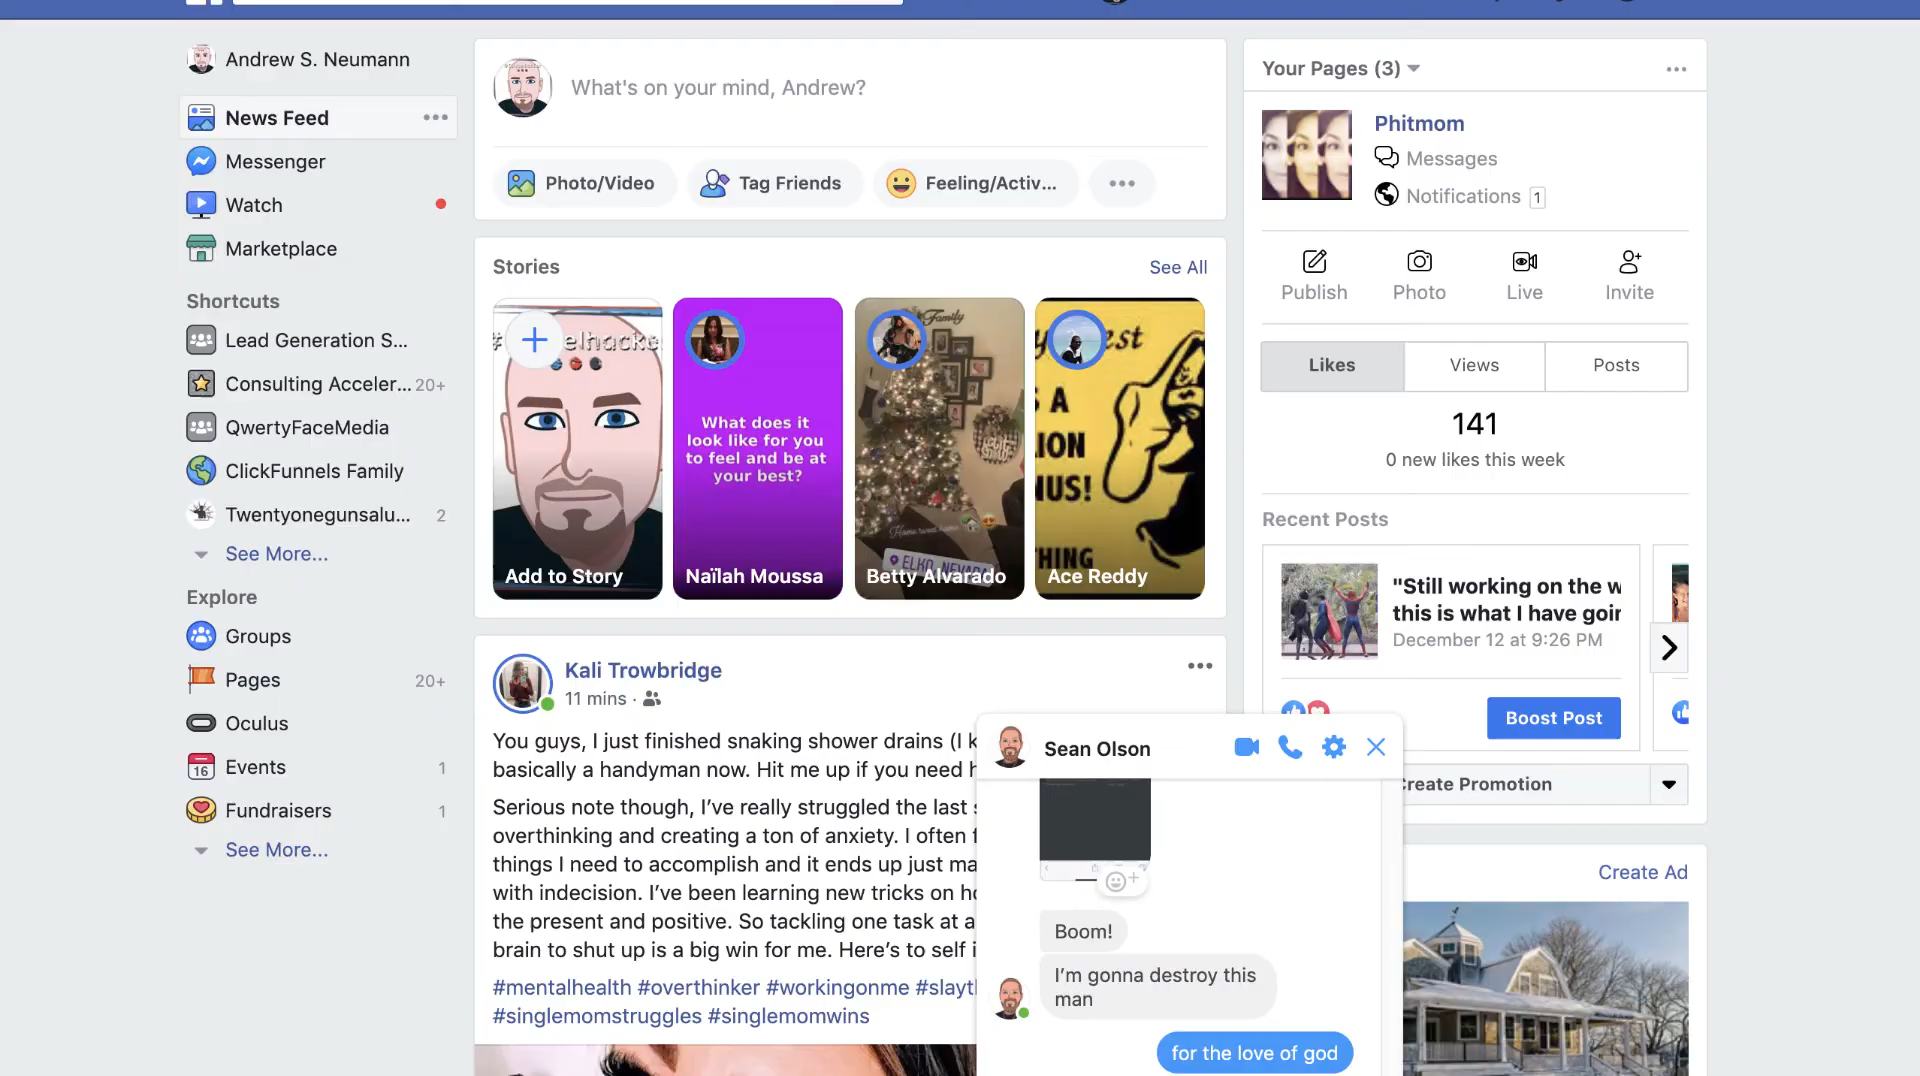 Andrew S. Neumann
News Feed
Messenger
Watch
Marketplace
Shortcuts
Lead Generation S...
Consulting Acceler... 20+
QwertyFaceMedia
ClickFunnels Family
Twentyonegunsalu... 2
See More...
Explore
Groups
Pages 20+
Oculus
16 Events 1
Fundraisers 1
See More...
What's on your mind, Andrew?
Photo/Video
Tag Friends
Feeling/Activ...
Stories
See All
Add to Story
What does it
look like for you
to feel and be at
your best?
Naïlah Moussa
Family
ELKO, NEVADA
Betty Alvarado
Ace Reddy
Kali Trowbridge
11 mins ·
You guys, I just finished snaking shower drains (I k
basically a handyman now. Hit me up if you need h
Serious note though, I’ve really struggled the last s
overthinking and creating a ton of anxiety. I often f
things I need to accomplish and it ends up just ma
with indecision. I’ve been learning new tricks on ho
the present and positive. So tackling one task at a
brain to shut up is a big win for me. Here’s to self i
#mentalhealth #overthinker #workingonme #slayth
#singlemomstruggles #singlemomwins
Sean Olson
Boom!
I’m gonna destroy this
man
for the love of god
Your Pages (3)
Phitmom
Messages
Notifications 1
Publish
Photo
Live
Invite
Likes
Views
Posts
141
0 new likes this week
Recent Posts
"Still working on the w
this is what I have goin
December 12 at 9:26 PM
Boost Post
Create Promotion
Create Ad